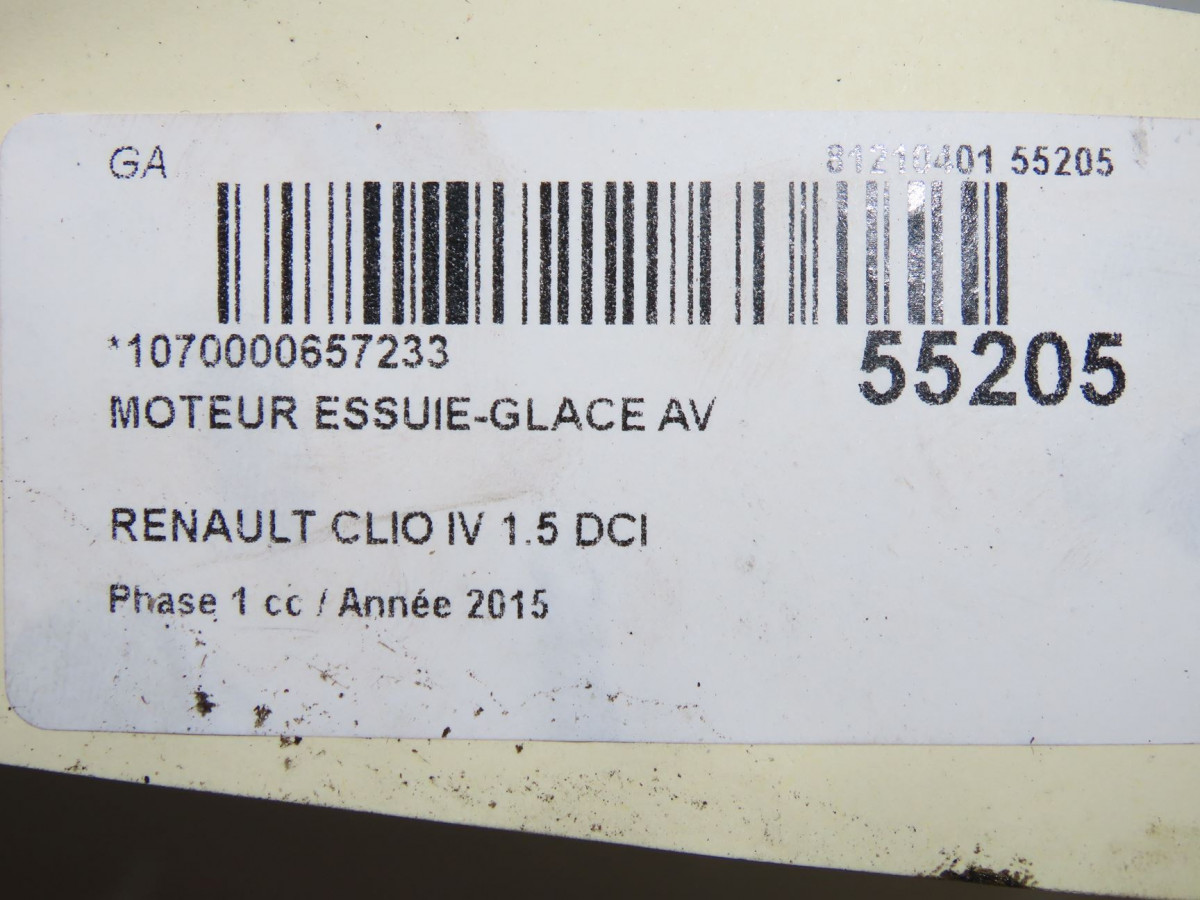 GA 81210401 55205
*1070000657233 55205
MOTEUR ESSUIE-GLACE AV
RENAULT CLIO IV 1.5 DCI
Phase 1 cc / Année 2015